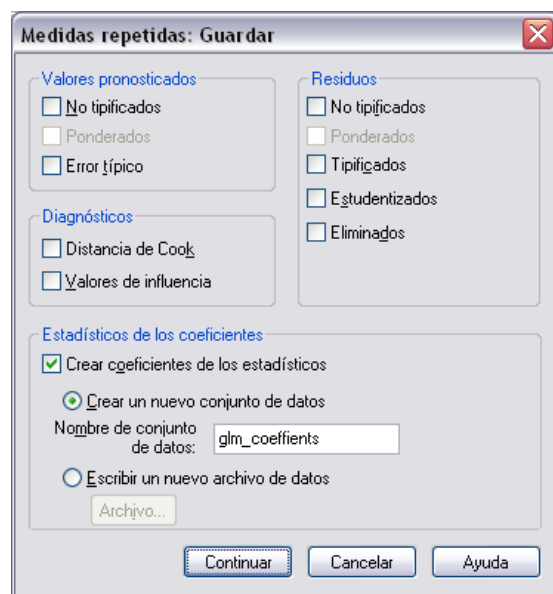 Medidas repetidas: Guardar
Valores pronosticados
No tipificados
Ponderados
Error típico
Diagnósticos
Distancia de Cook
Valores de influencia
Residuos
No tipificados
Ponderados
Tipificados
Estudentizados
Eliminados
Estadísticos de los coeficientes
Crear coeficientes de los estadísticos
Crear un nuevo conjunto de datos
Nombre de conjunto
de datos: glm_coeffients
Escribir un nuevo archivo de datos
Archivo...
Continuar Cancelar Ayuda